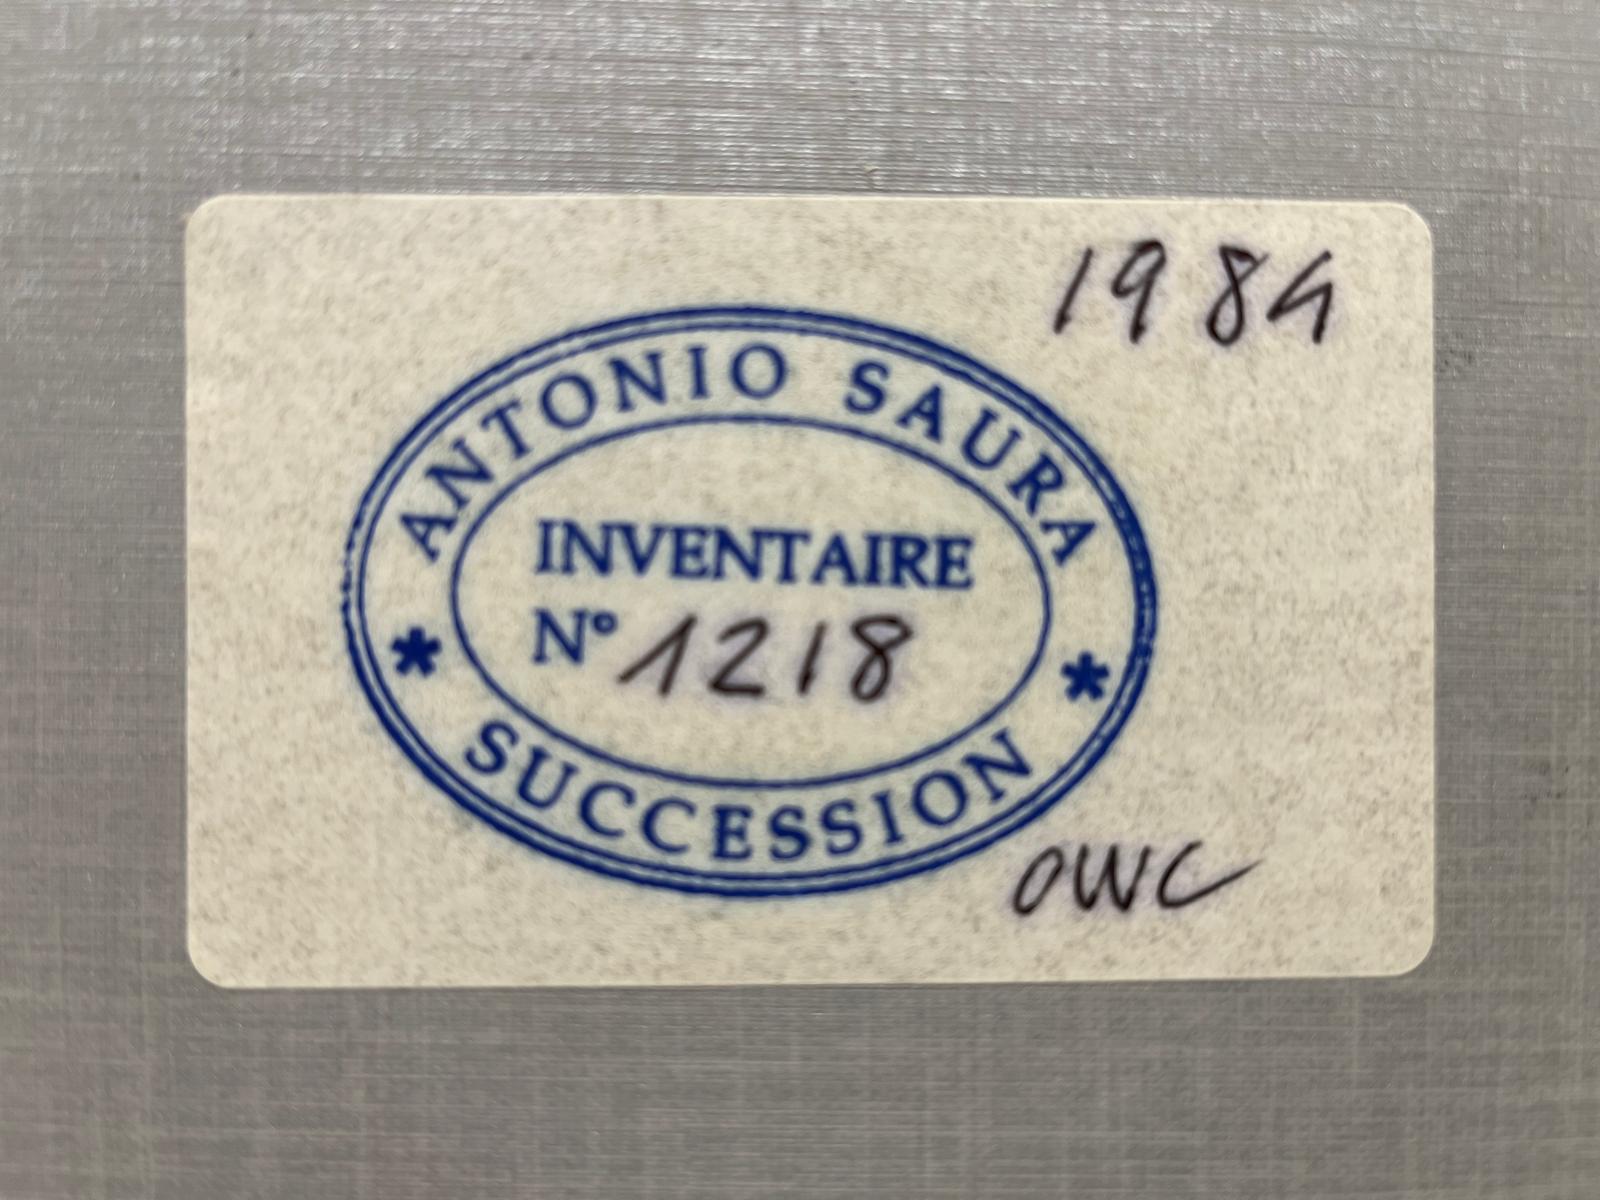 1984
ANTONIO SAURA
INVENTAIRE
N° 1218
* SUCCESSION *
OWC